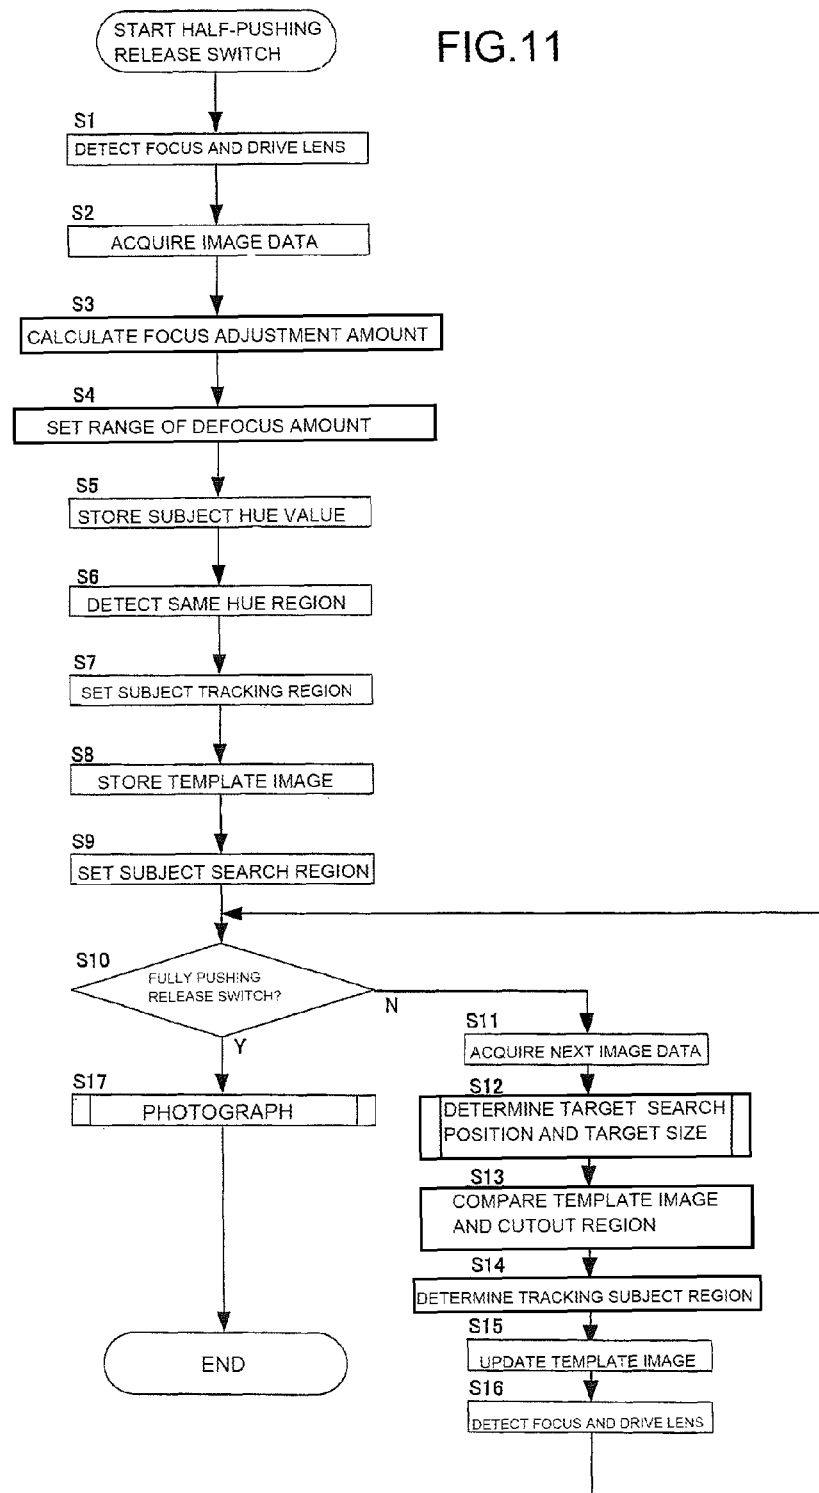 START HALF-PUSHING
RELEASE SWITCH
FIG.11
S1
DETECT FOCUS AND DRIVE LENS
S2
ACQUIRE IMAGE DATA
S3
CALCULATE FOCUS ADJUSTMENT AMOUNT
S4
SET RANGE OF DEFOCUS AMOUNT
S5
STORE SUBJECT HUE VALUE
S6
DETECT SAME HUE REGION
S7
SET SUBJECT TRACKING REGION
S8
STORE TEMPLATE IMAGE
S9
SET SUBJECT SEARCH REGION
S10
FULLY PUSHING
RELEASE SWITCH?
N
Y
S11
ACQUIRE NEXT IMAGE DATA
S12
DETERMINE TARGET SEARCH
POSITION AND TARGET SIZE
S13
COMPARE TEMPLATE IMAGE
AND CUTOUT REGION
S14
DETERMINE TRACKING SUBJECT REGION
S15
UPDATE TEMPLATE IMAGE
S16
DETECT FOCUS AND DRIVE LENS
S17
PHOTOGRAPH
END